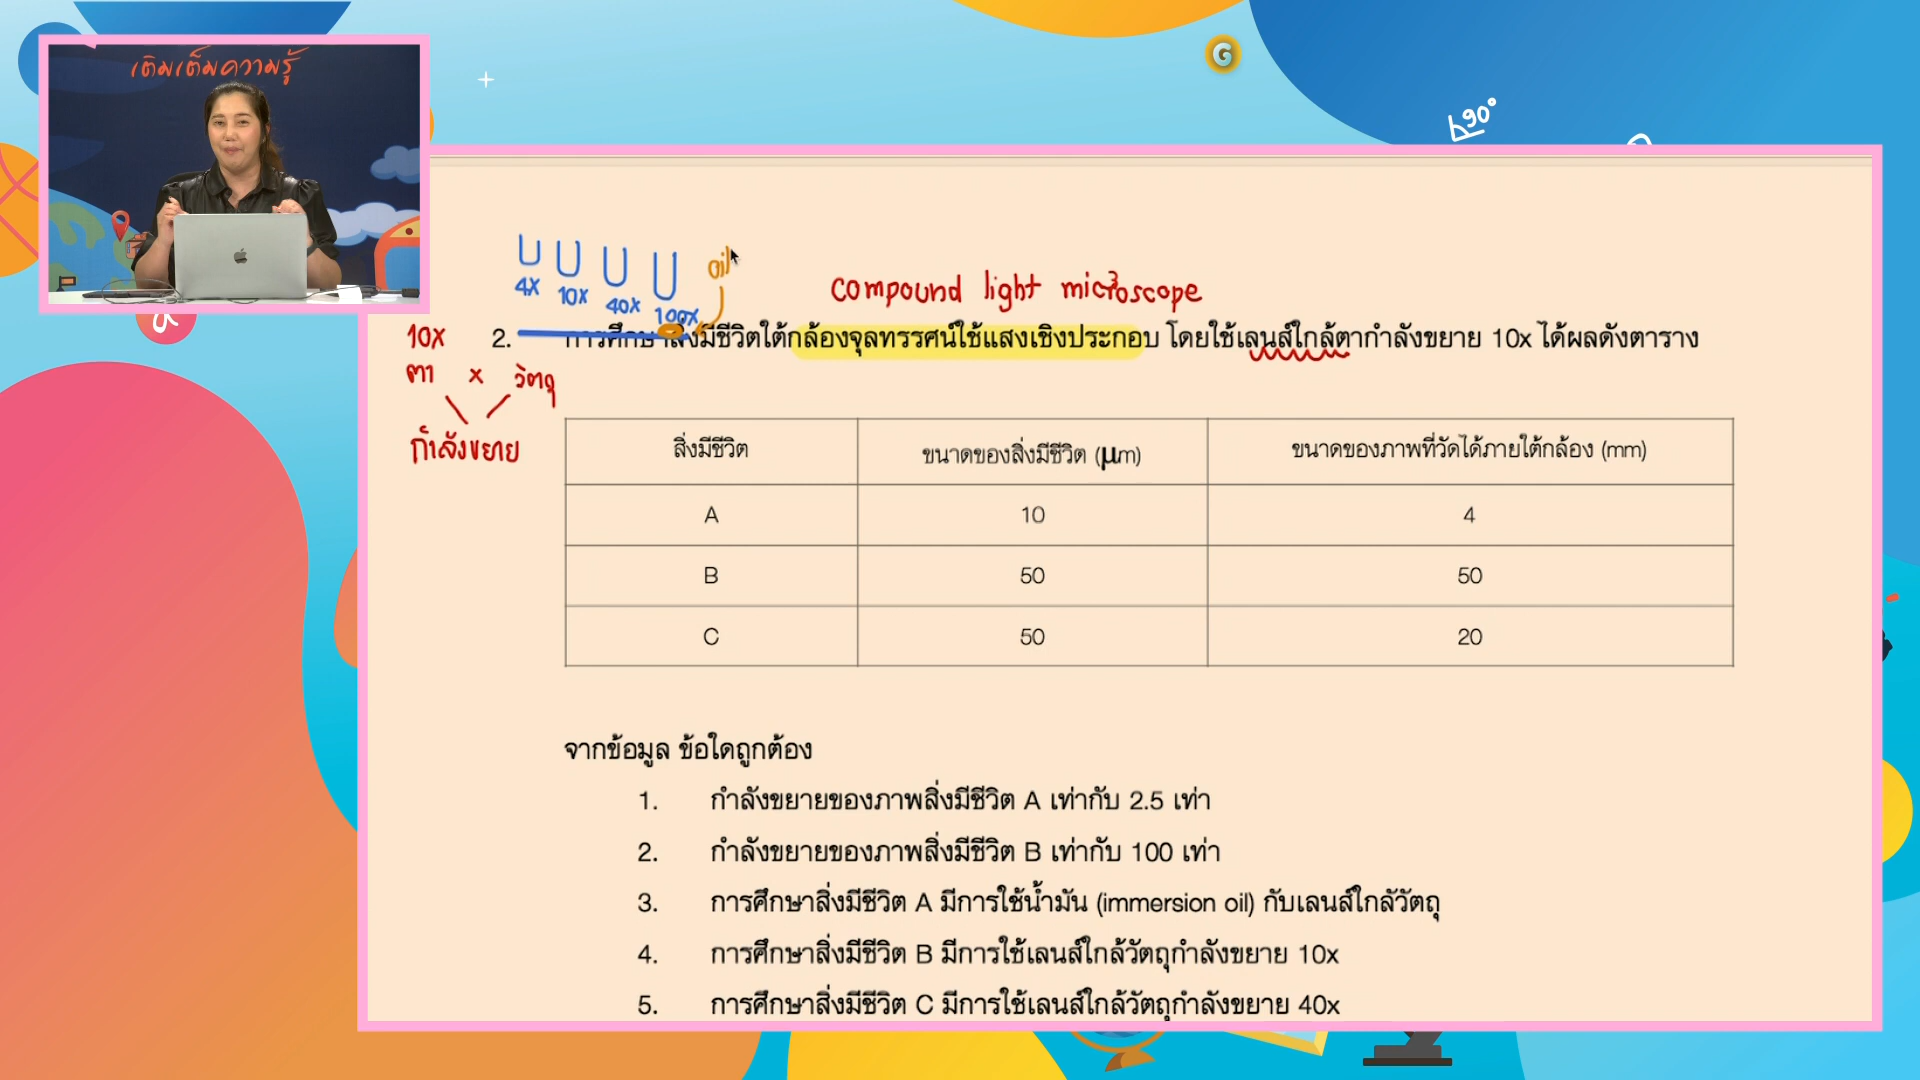 เติมเต็มความรู้
G
90°
4x 10x 40x 100x oil
compound light microscope
10x
ตา x วัตถุ
กำลังขยาย
2. การศึกษาสิ่งมีชีวิตใต้กล้องจุลทรรศน์ใช้แสงเชิงประกอบ โดยใช้เลนส์ใกล้ตากำลังขยาย 10x ได้ผลดังตาราง
สิ่งมีชีวิต ขนาดของสิ่งมีชีวิต (μm) ขนาดของภาพที่วัดได้ภายใต้กล้อง (mm)
A 10 4
B 50 50
C 50 20
จากข้อมูล ข้อใดถูกต้อง
1. กำลังขยายของภาพสิ่งมีชีวิต A เท่ากับ 2.5 เท่า
2. กำลังขยายของภาพสิ่งมีชีวิต B เท่ากับ 100 เท่า
3. การศึกษาสิ่งมีชีวิต A มีการใช้น้ำมัน (immersion oil) กับเลนส์ใกล้วัตถุ
4. การศึกษาสิ่งมีชีวิต B มีการใช้เลนส์ใกล้วัตถุกำลังขยาย 10x
5. การศึกษาสิ่งมีชีวิต C มีการใช้เลนส์ใกล้วัตถุกำลังขยาย 40x